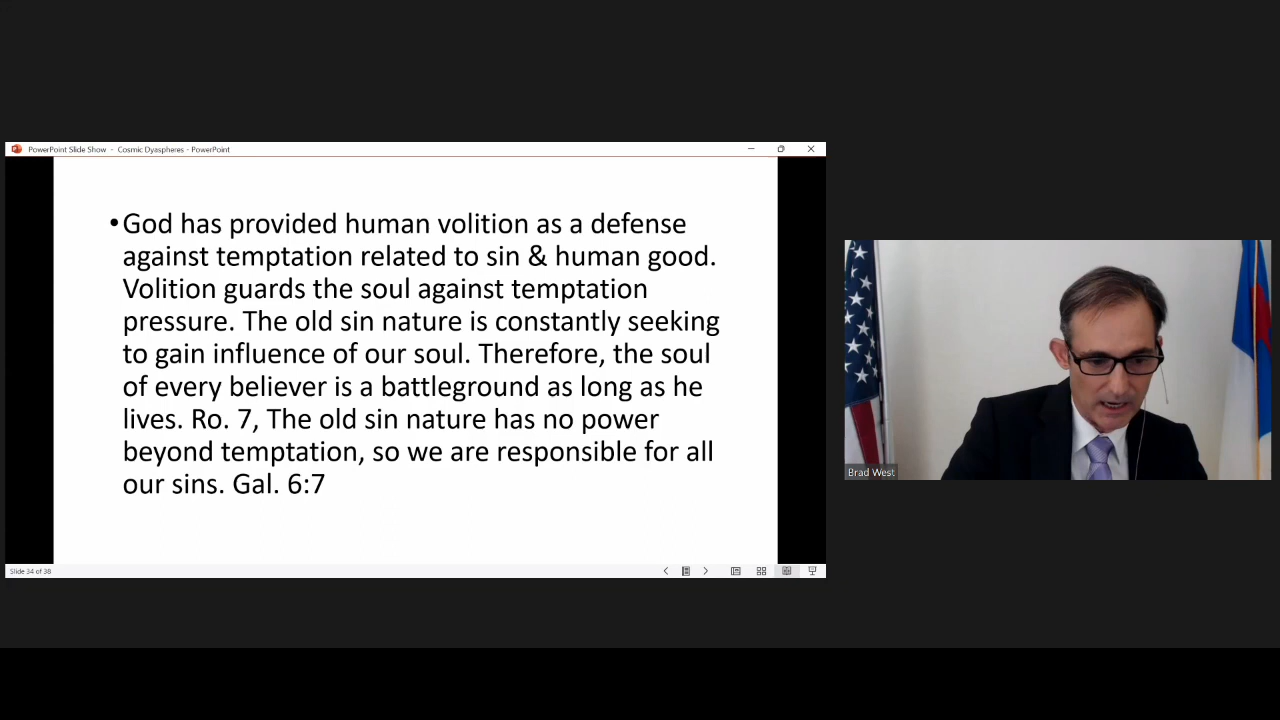 PowerPoint Slide Show - Cosmic Dyaspheres - PowerPoint
•God has provided human volition as a defense
against temptation related to sin & human good.
Volition guards the soul against temptation
pressure. The old sin nature is constantly seeking
to gain influence of our soul. Therefore, the soul
of every believer is a battleground as long as he
lives. Ro. 7, The old sin nature has no power
beyond temptation, so we are responsible for all
our sins. Gal. 6:7
Slide 34 of 38
Brad West